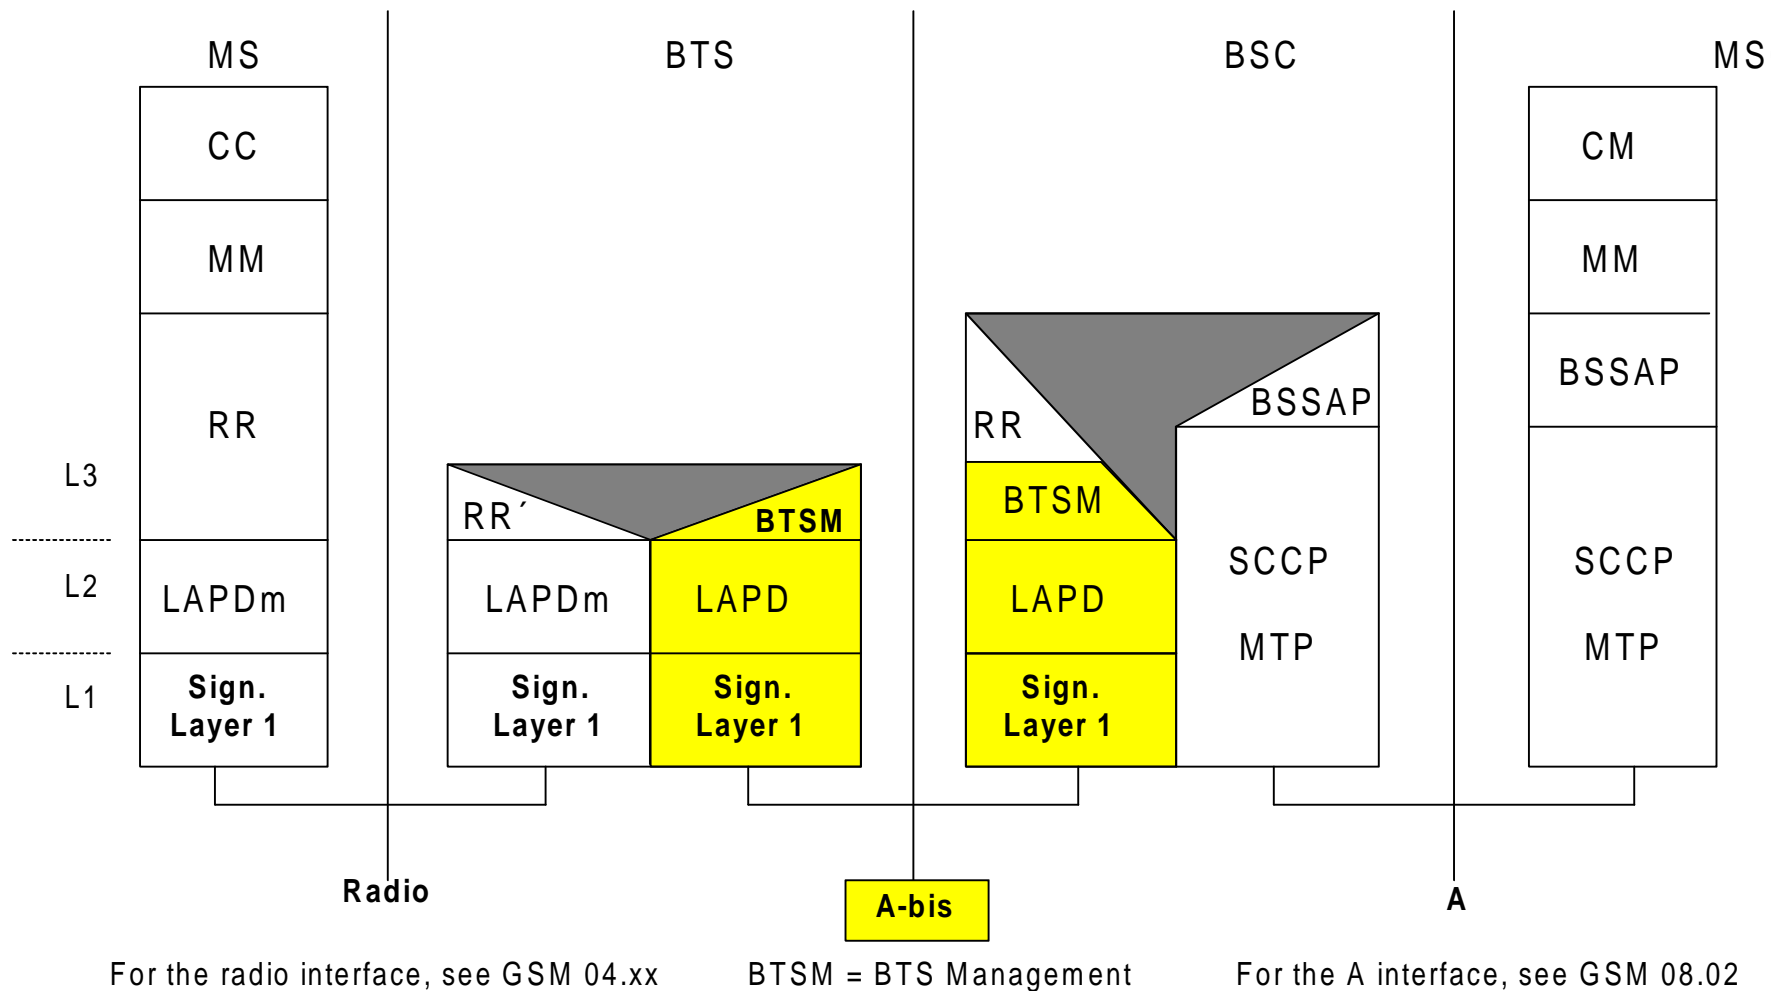 MS BTS BSC MS
CC CM
MM MM
RR RR BSSAP BSSAP
L3 RR´ BTSM BTSM
L2 LAPDm LAPDm LAPD LAPD SCCP SCCP
MTP MTP
L1 Sign. Sign. Sign. Sign.
Layer 1 Layer 1 Layer 1 Layer 1
Radio A-bis A
For the radio interface, see GSM 04.xx BTSM = BTS Management For the A interface, see GSM 08.02